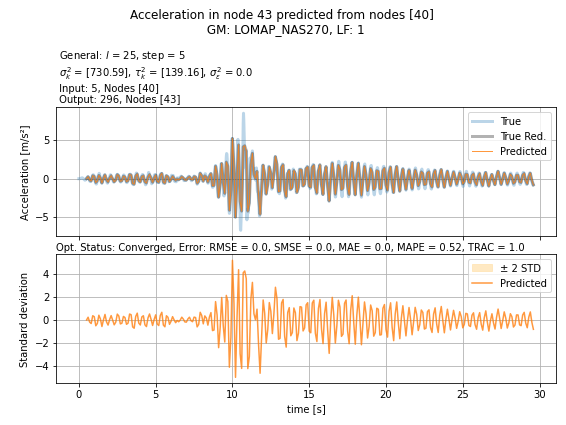 Acceleration in node 43 predicted from nodes [40]
GM: LOMAP_NAS270, LF: 1
General: l = 25, step = 5
σ²ₖ = [730.59], τ²ₖ = [139.16], σ²ε = 0.0
Input: 5, Nodes [40]
Output: 296, Nodes [43]
True
True Red.
Predicted
5
0
−5
Acceleration [m/s²]
Opt. Status: Converged, Error: RMSE = 0.0, SMSE = 0.0, MAE = 0.0, MAPE = 0.52, TRAC = 1.0
± 2 STD
Predicted
4
2
0
−2
−4
Standard deviation
0 5 10 15 20 25 30
time [s]